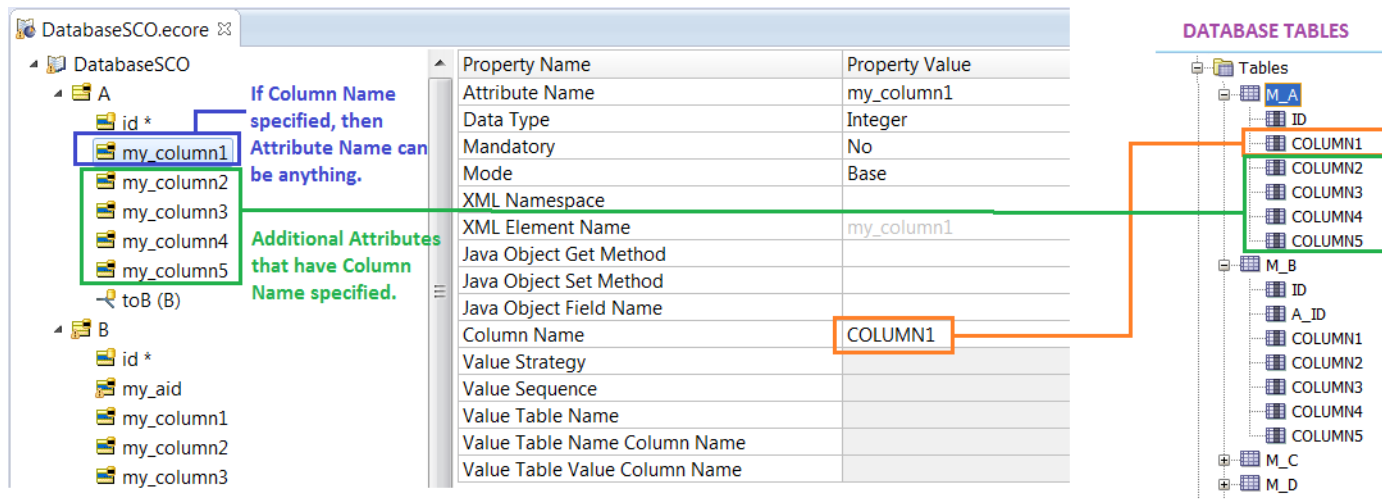 DatabaseSCO.ecore
DATABASE TABLES
DatabaseSCO
A
id *
my_column1
my_column2
my_column3
my_column4
my_column5
toB (B)
B
id *
my_aid
my_column1
my_column2
my_column3
If Column Name
specified, then
Attribute Name can
be anything.
Additional Attributes
that have Column
Name specified.
Property Name Property Value
Attribute Name my_column1
Data Type Integer
Mandatory No
Mode Base
XML Namespace
XML Element Name my_column1
Java Object Get Method
Java Object Set Method
Java Object Field Name
Column Name COLUMN1
Value Strategy
Value Sequence
Value Table Name
Value Table Name Column Name
Value Table Value Column Name
Tables
M_A
ID
COLUMN1
COLUMN2
COLUMN3
COLUMN4
COLUMN5
M_B
ID
A_ID
COLUMN1
COLUMN2
COLUMN3
COLUMN4
COLUMN5
M_C
M_D